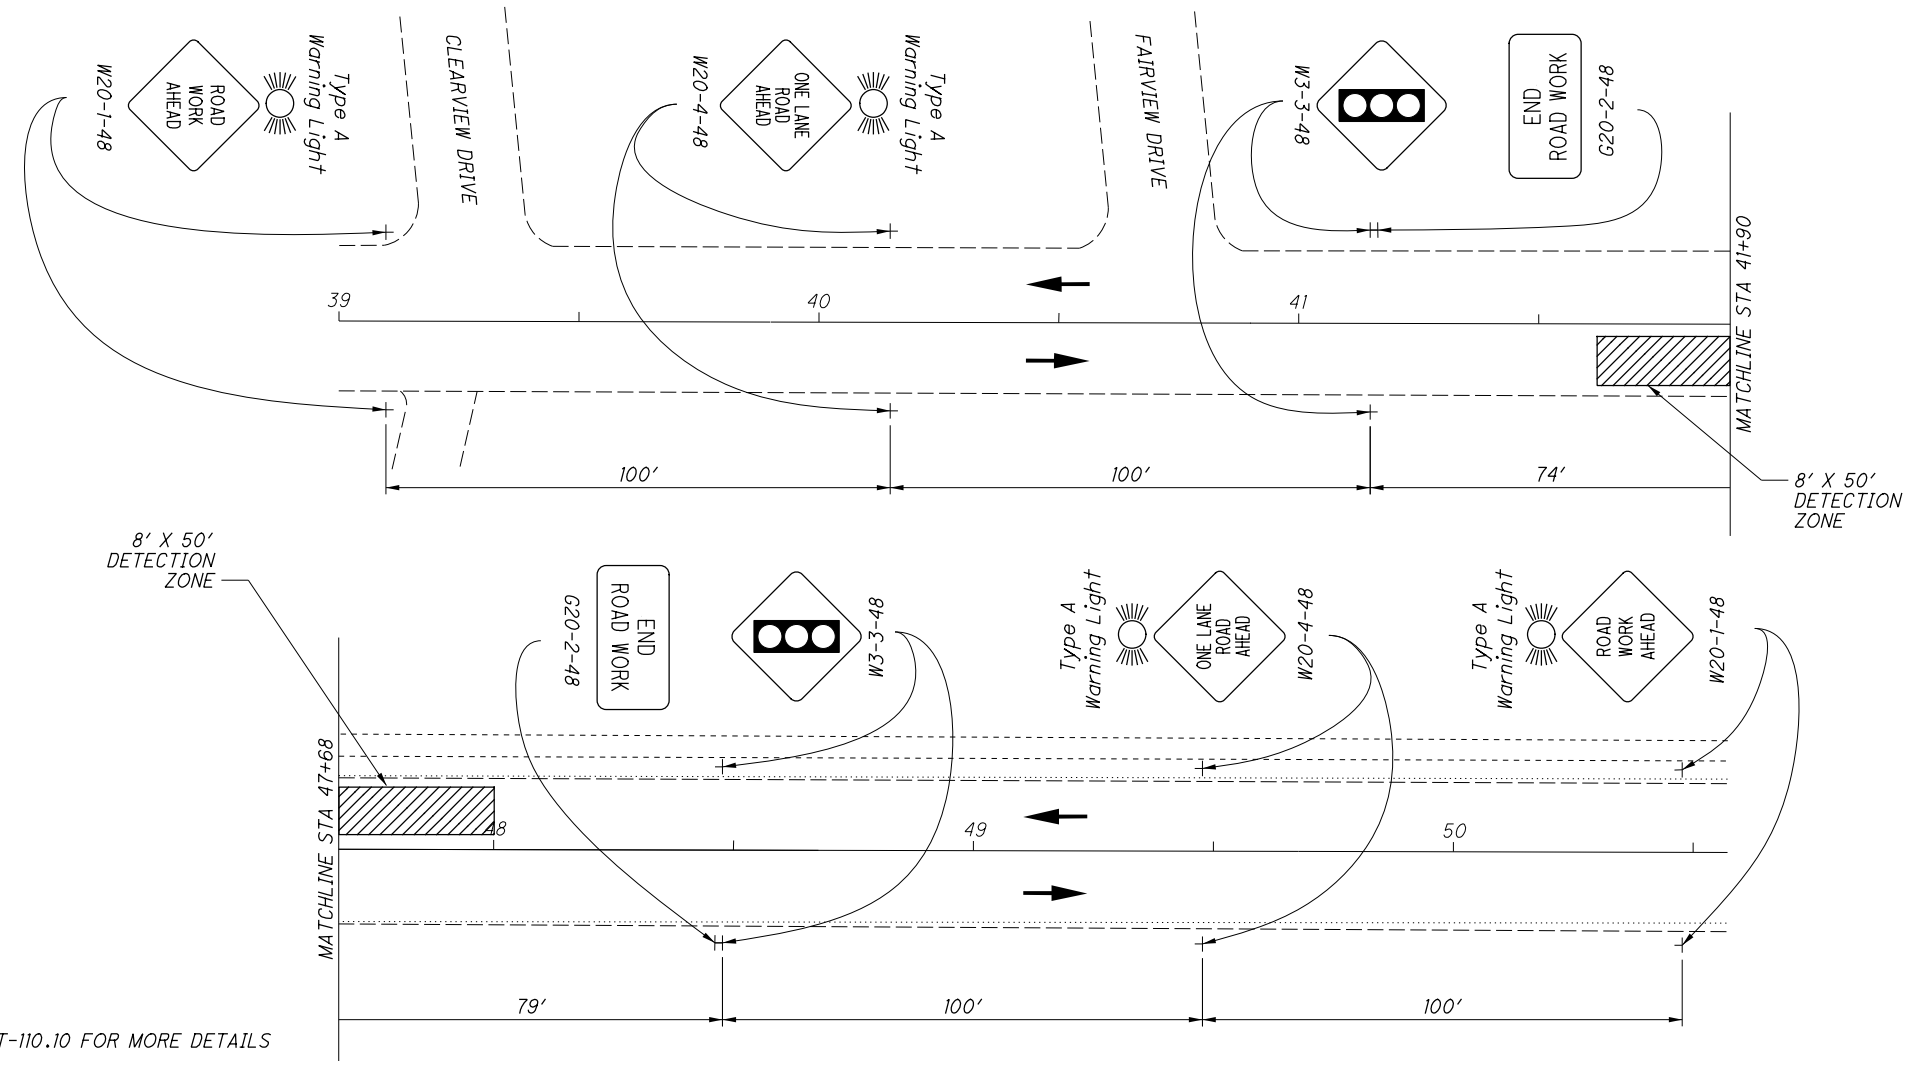 W20-1-48
ROAD
WORK
AHEAD
Type A
Warning Light
CLEARVIEW DRIVE
W20-4-48
ONE LANE
ROAD
AHEAD
Type A
Warning Light
FAIRVIEW DRIVE
W3-3-48
END
ROAD WORK
G20-2-48
39
40
41
MATCHLINE STA 41+90
100'
100'
74'
8' X 50'
DETECTION
ZONE
8' X 50'
DETECTION
ZONE
G20-2-48
END
ROAD WORK
W3-3-48
Type A
Warning Light
ONE LANE
ROAD
AHEAD
W20-4-48
Type A
Warning Light
ROAD
WORK
AHEAD
W20-1-48
MATCHLINE STA 47+68
48
49
50
79'
100'
100'
T-110.10 FOR MORE DETAILS